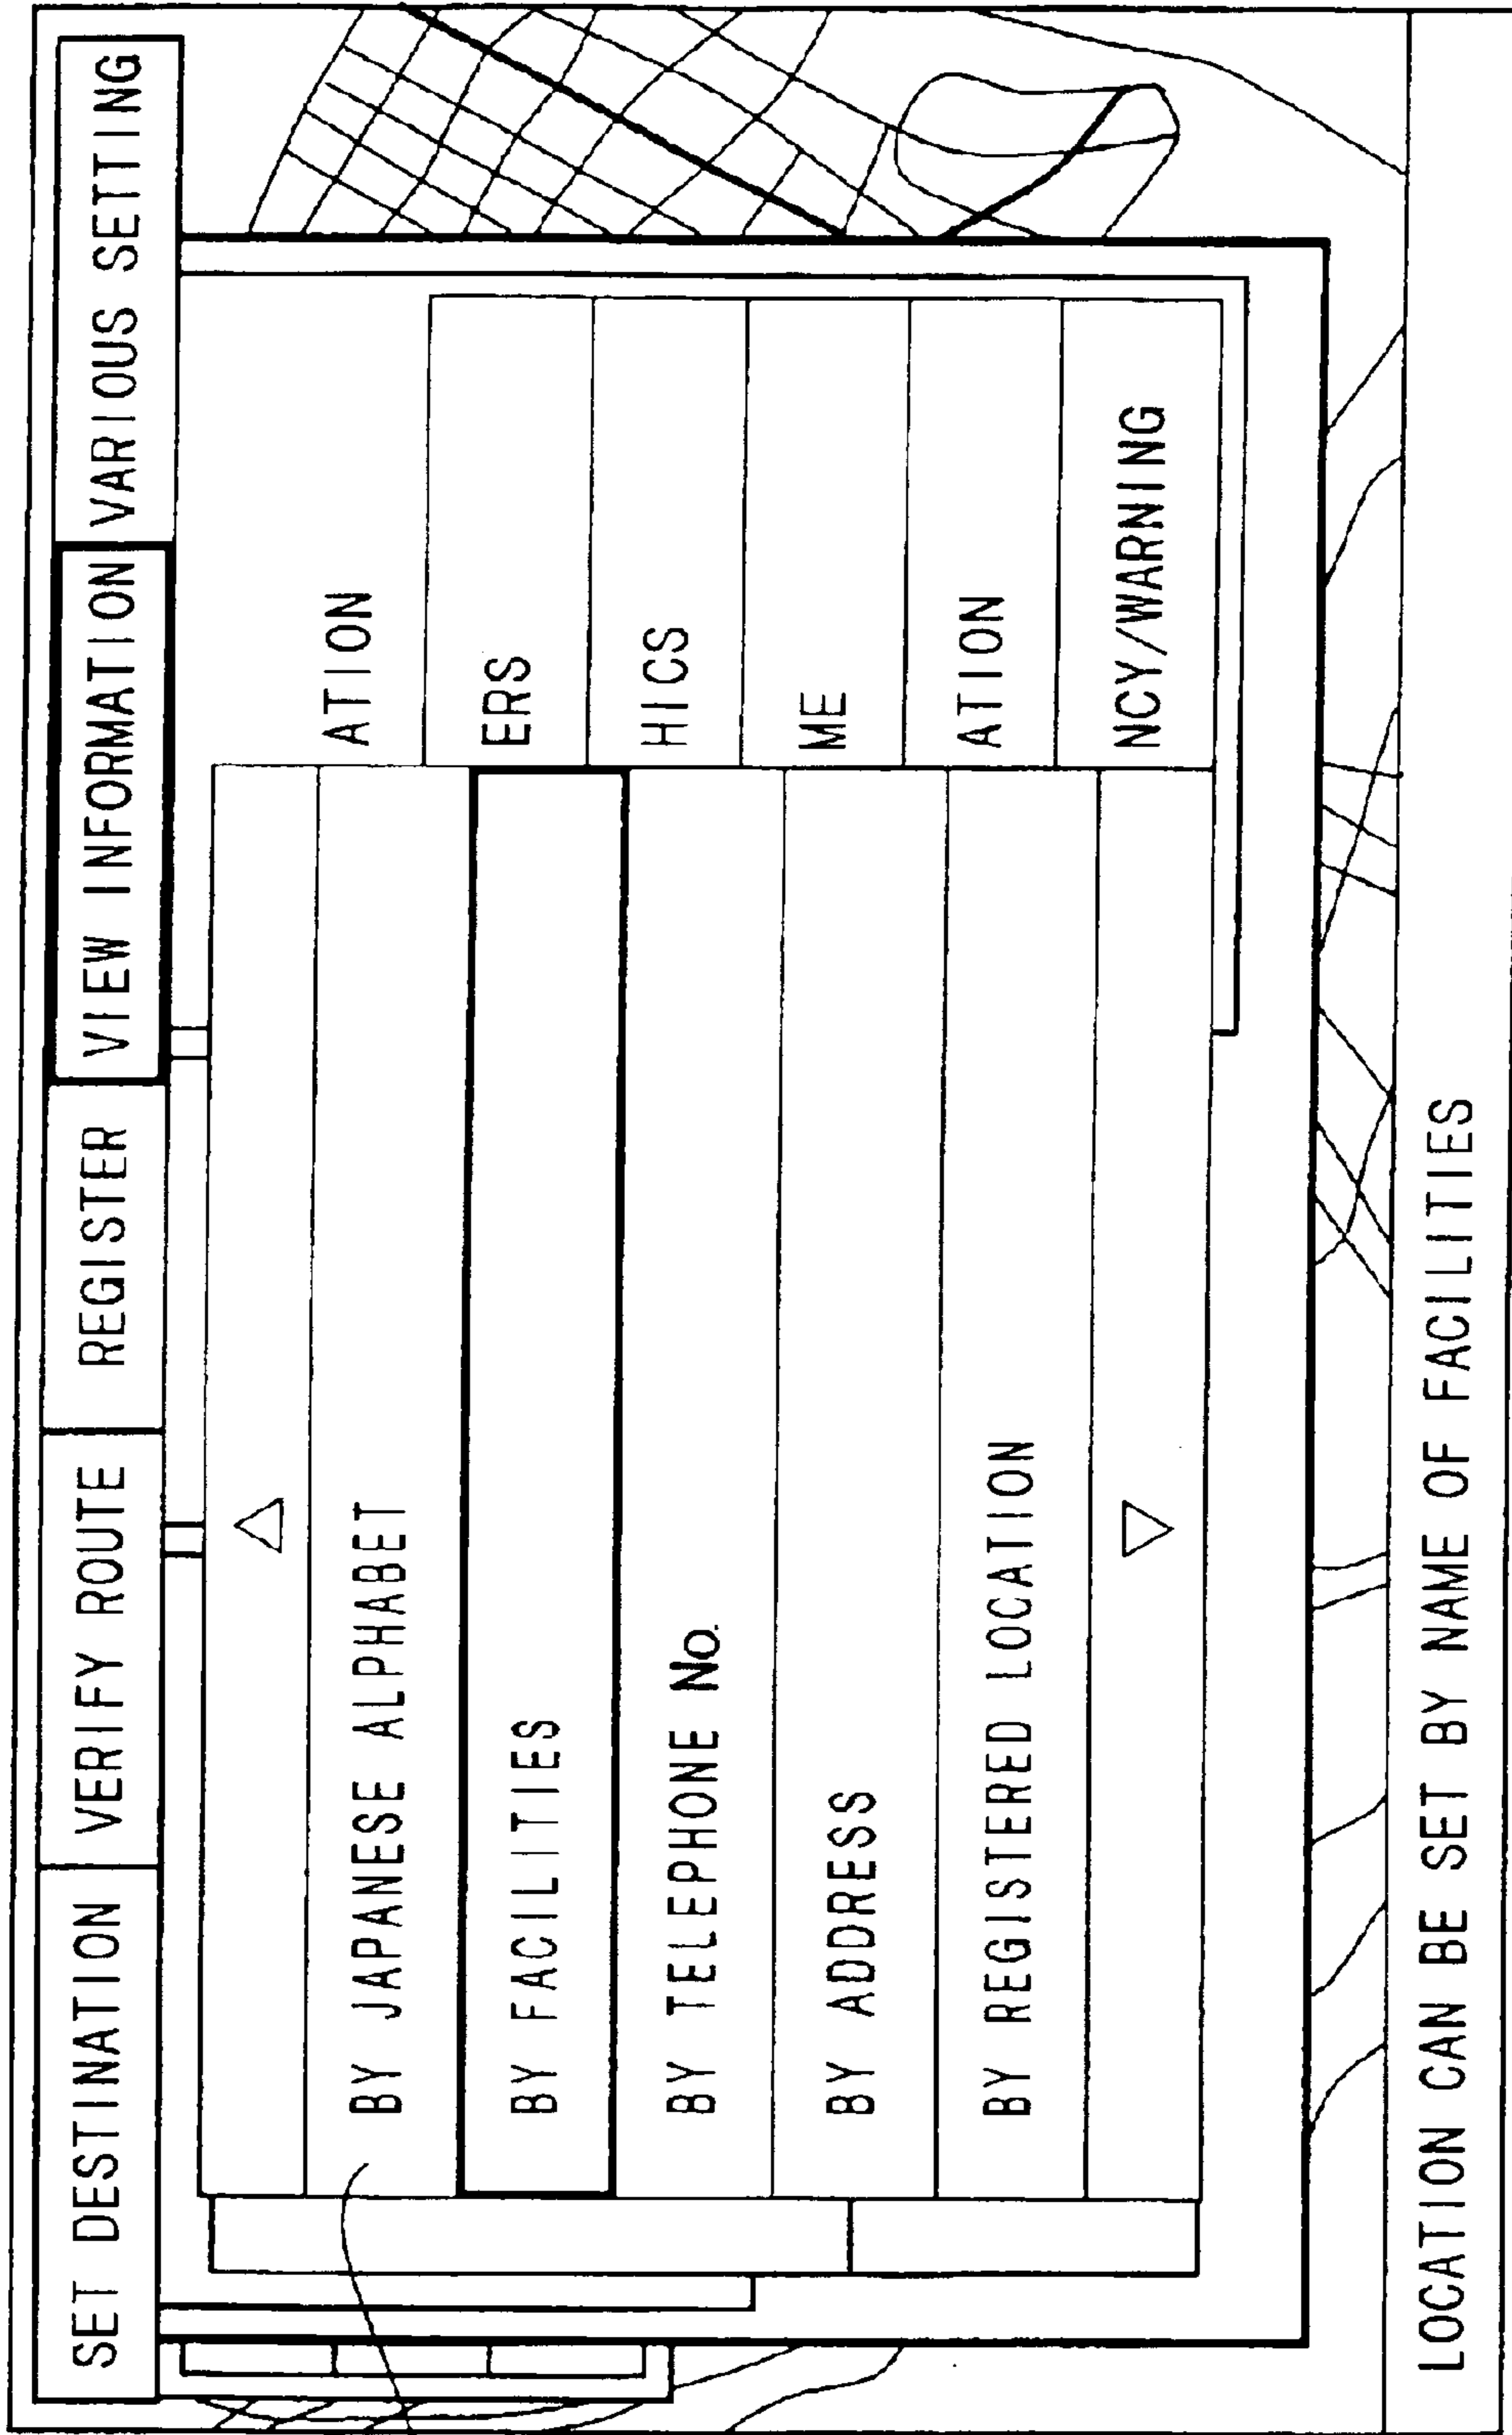 SET DESTINATION VERIFY ROUTE REGISTER VIEW INFORMATION VARIOUS SETTING
BY JAPANESE ALPHABET ATION
BY FACILITIES ERS
BY TELEPHONE No. HICS
BY ADDRESS ME
BY REGISTERED LOCATION ATION
NCY/WARNING
LOCATION CAN BE SET BY NAME OF FACILITIES